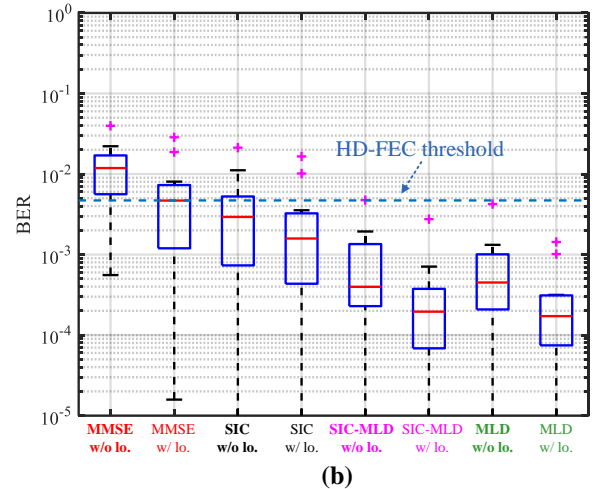 10^0
10^-1
HD-FEC threshold
10^-2
BER
10^-3
10^-4
10^-5
MMSE MMSE SIC SIC SIC-MLD SIC-MLD MLD MLD
w/o lo. w/ lo. w/o lo. w/ lo. w/o lo. w/ lo. w/o lo. w/ lo.
(b)